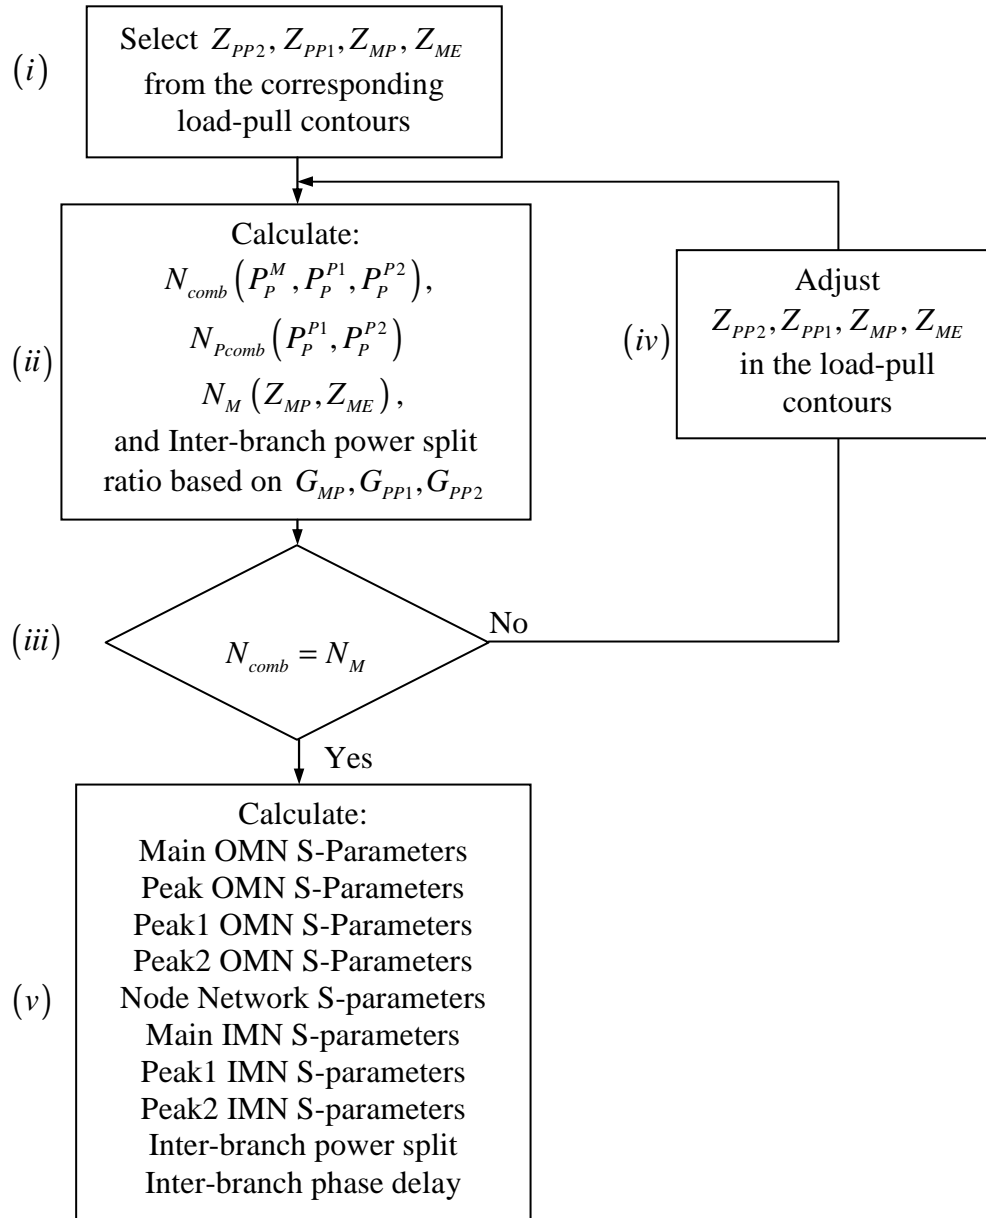 (i)
Select Z_{PP2}, Z_{PP1}, Z_{MP}, Z_{ME}
from the corresponding
load-pull contours
(ii)
Calculate:
N_{comb}(P_P^M, P_P^{P1}, P_P^{P2}),
N_{Pcomb}(P_P^{P1}, P_P^{P2})
N_M(Z_{MP}, Z_{ME}),
and Inter-branch power split
ratio based on G_{MP}, G_{PP1}, G_{PP2}
(iv)
Adjust
Z_{PP2}, Z_{PP1}, Z_{MP}, Z_{ME}
in the load-pull
contours
(iii)
N_{comb} = N_M
No
Yes
(v)
Calculate:
Main OMN S-Parameters
Peak OMN S-Parameters
Peak1 OMN S-Parameters
Peak2 OMN S-Parameters
Node Network S-parameters
Main IMN S-parameters
Peak1 IMN S-parameters
Peak2 IMN S-parameters
Inter-branch power split
Inter-branch phase delay